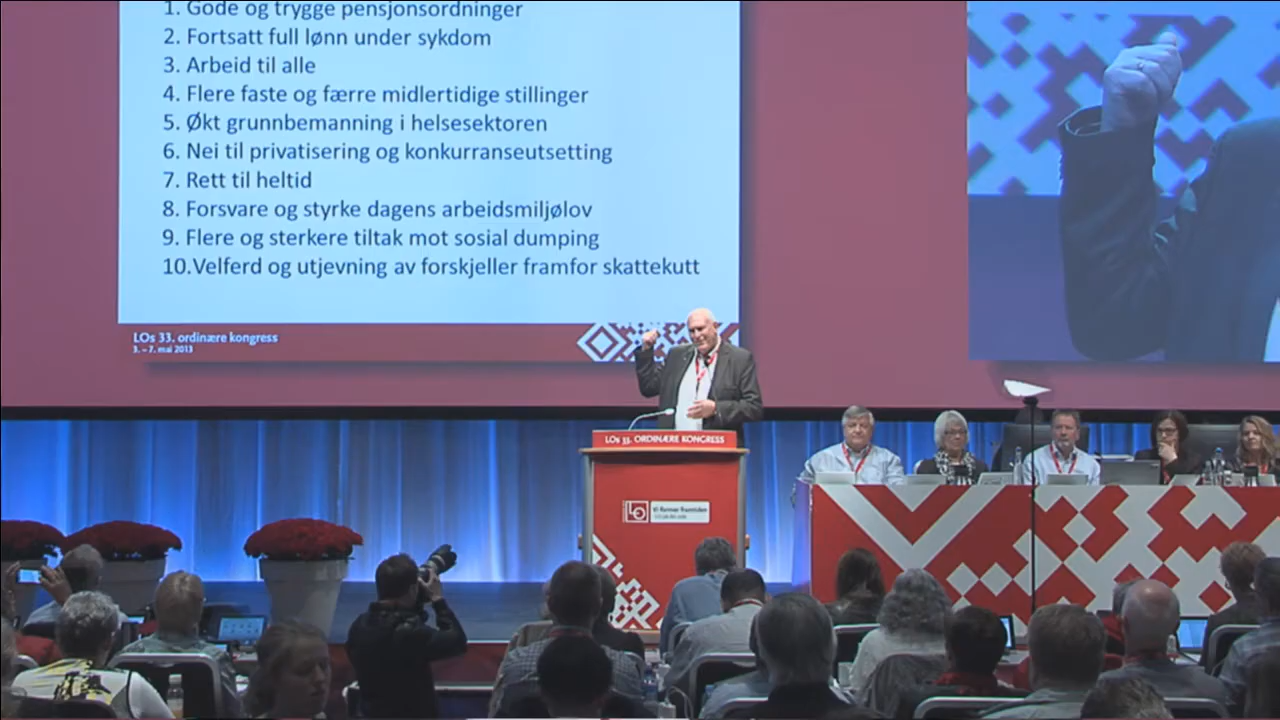 1. Gode og trygge pensjonsordninger
2. Fortsatt full lønn under sykdom
3. Arbeid til alle
4. Flere faste og færre midlertidige stillinger
5. Økt grunnbemanning i helsesektoren
6. Nei til privatisering og konkurranseutsetting
7. Rett til heltid
8. Forsvare og styrke dagens arbeidsmiljølov
9. Flere og sterkere tiltak mot sosial dumping
10.Velferd og utjevning av forskjeller framfor skattekutt
LOs 33. ordinære kongress
3. – 7. mai 2013
LOs 33. ORDINÆRE KONGRESS
LO
Vi former framtiden